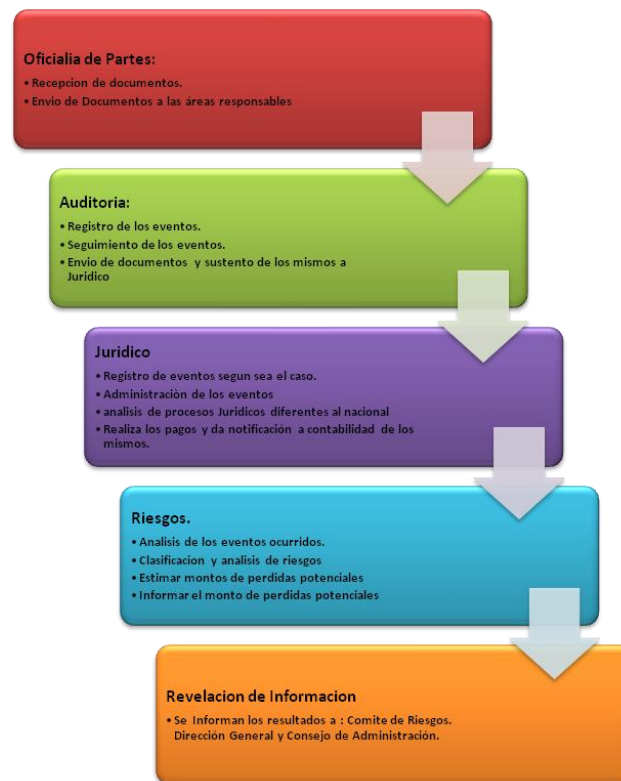 Oficialia de Partes:
• Recepcion de documentos.
• Envio de Documentos a las áreas responsables
Auditoria:
• Registro de los eventos.
• Seguimiento de los eventos.
• Envio de documentos y sustento de los mismos a
Juridico
Juridico
• Registro de eventos segun sea el caso.
• Administraciòn de los eventos
• analisis de procesos Juridicos diferentes al nacional
• Realiza los pagos y da notificación a contabilidad de los
mismos.
Riesgos.
• Analisis de los eventos ocurridos.
• Clasificacion y analisis de riesgos
• Estimar montos de perdidas potenciales
• Informar el monto de perdidas potenciales
Revelacion de Informacion
• Se Informan los resultados a : Comite de Riesgos.
Dirección General y Consejo de Administración.